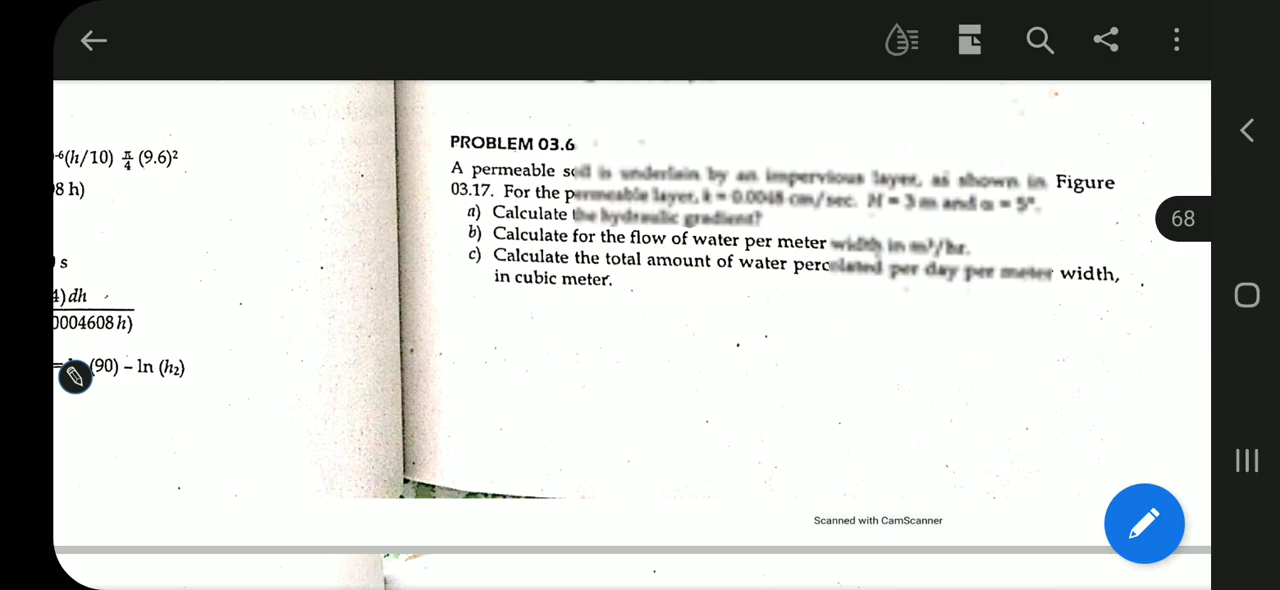 -6(h/10) π/4 (9.6)²
8 h)
s
4) dh
0004608 h)
(90) – ln (h₂)
PROBLEM 03.6
A permeable soil is underlain by an impervious layer, as shown in Figure
03.17. For the permeable layer, k = 0.0048 cm/sec. H = 3 m and α = 5°.
a) Calculate the hydraulic gradient?
b) Calculate for the flow of water per meter width in m³/hr.
c) Calculate the total amount of water percolated per day per meter width,
in cubic meter.
68
Scanned with CamScanner